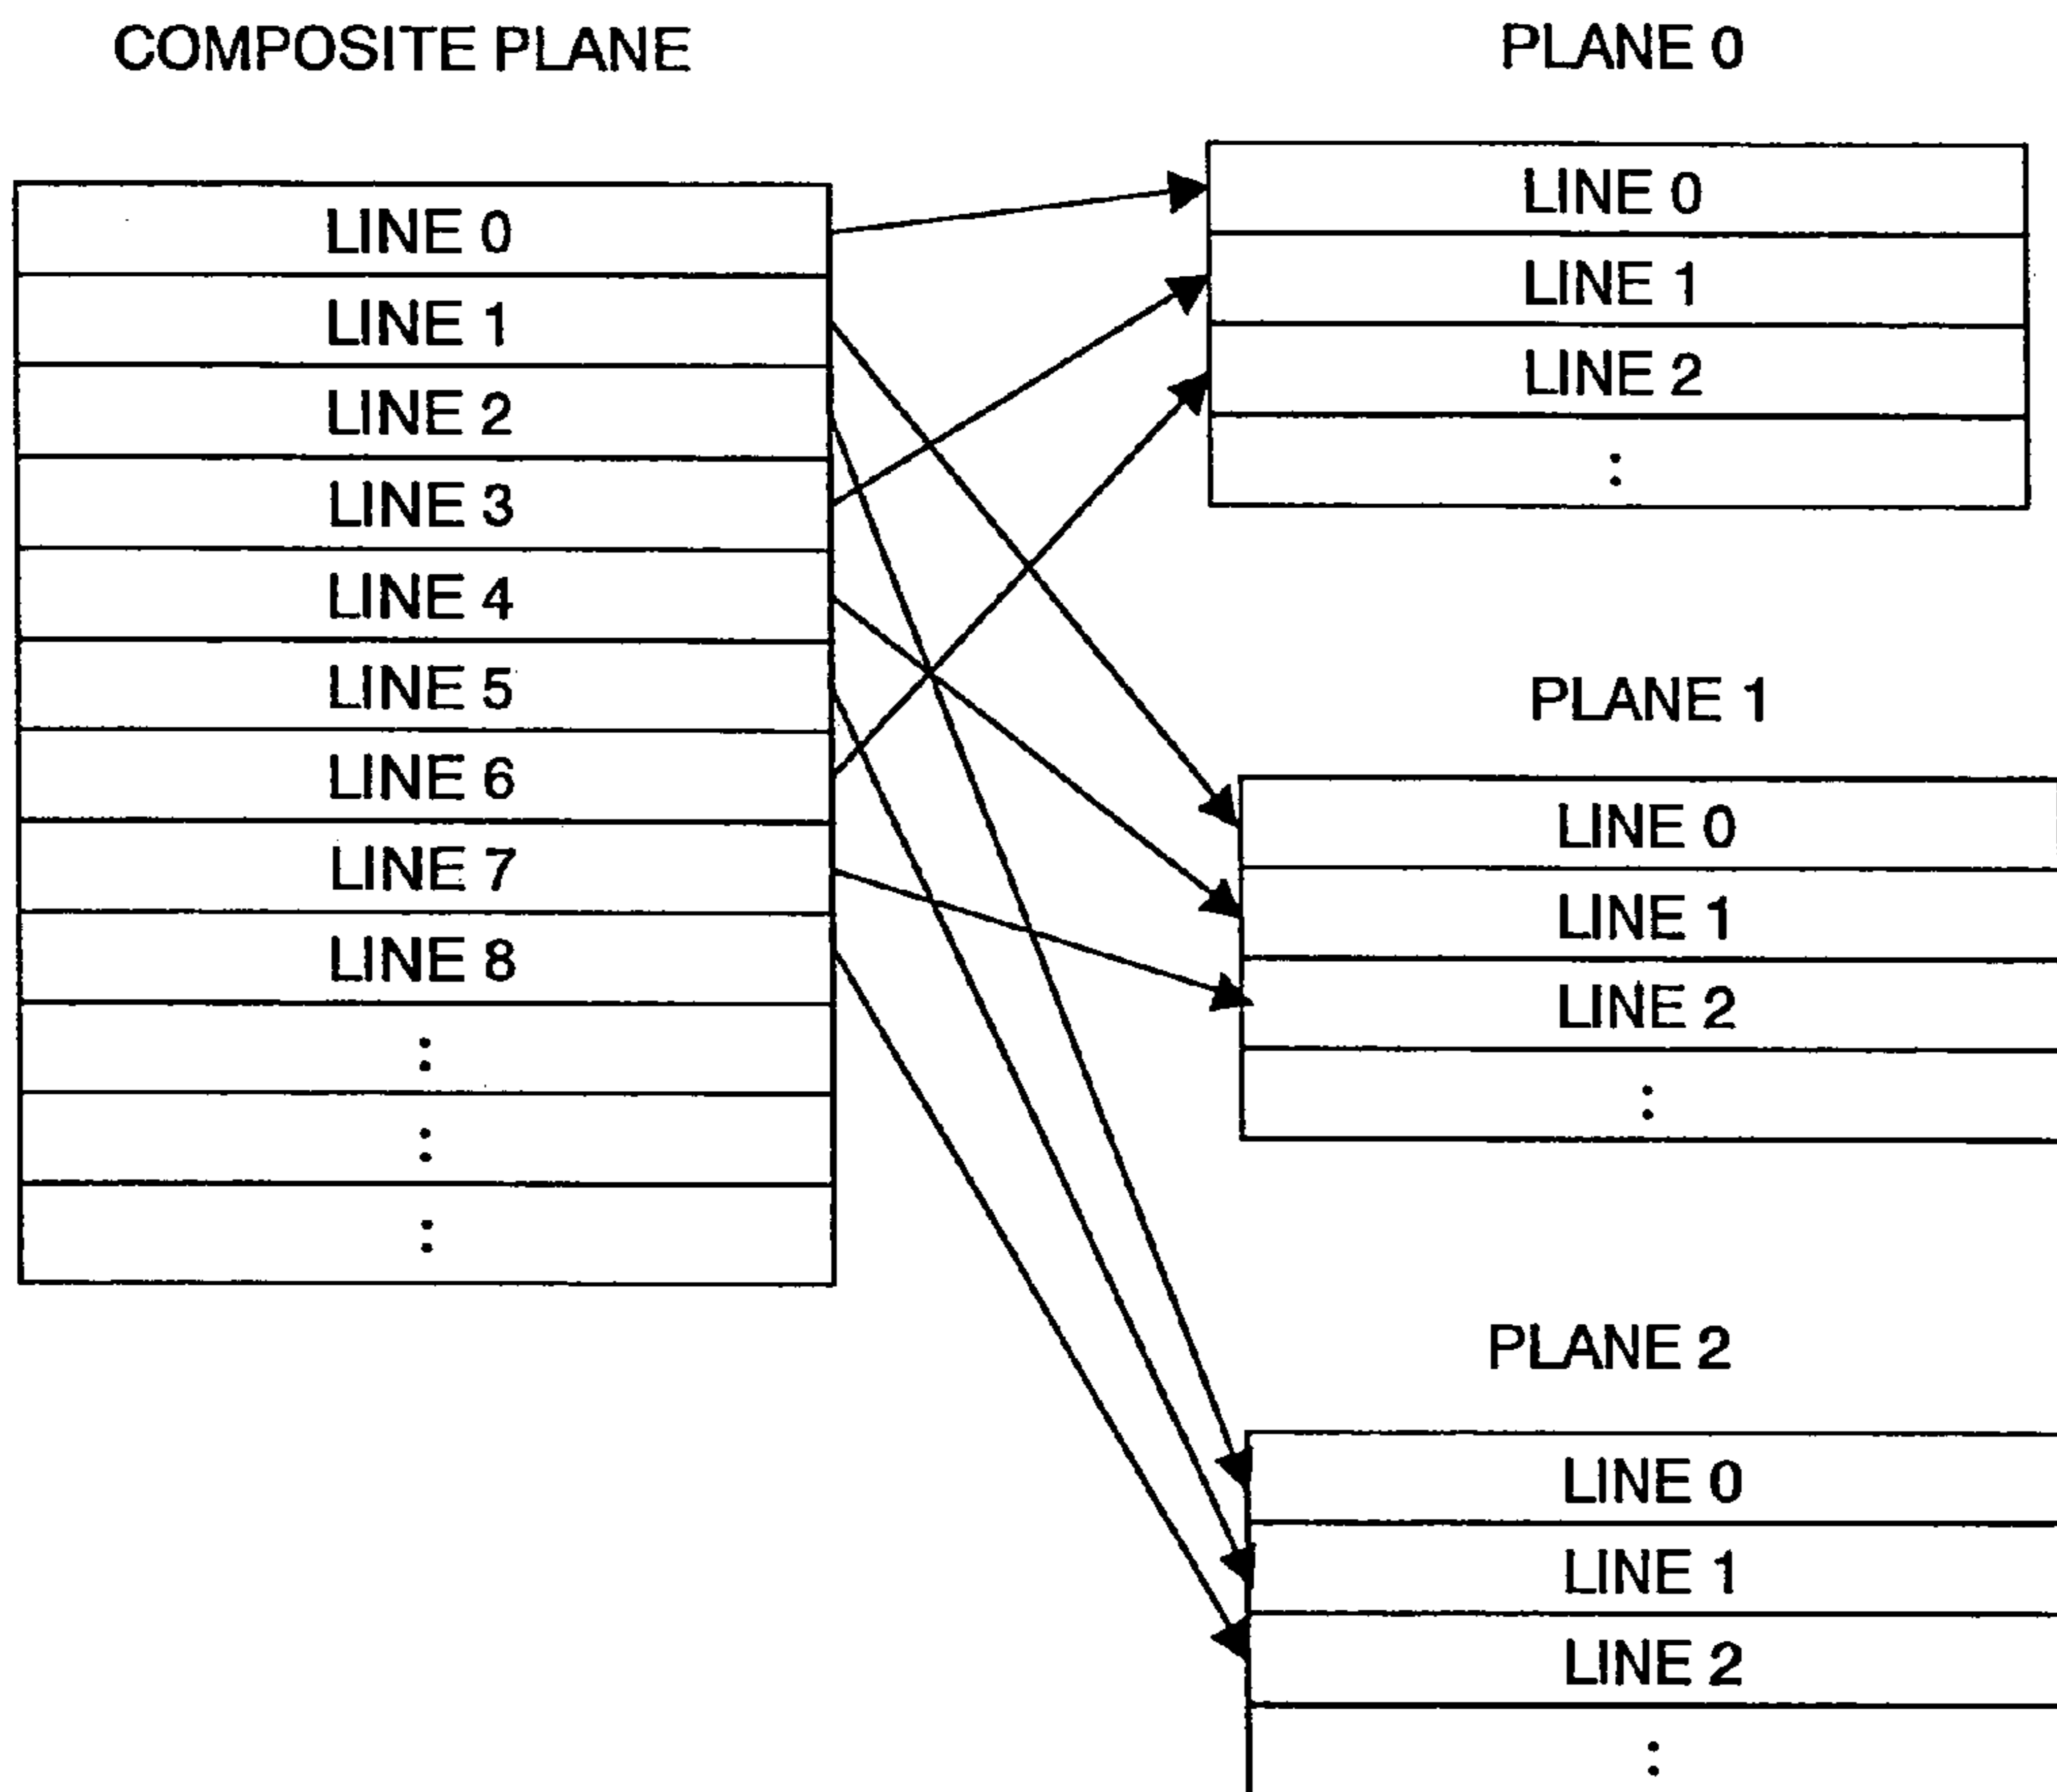 COMPOSITE PLANE
LINE 0
LINE 1
LINE 2
LINE 3
LINE 4
LINE 5
LINE 6
LINE 7
LINE 8
:
:
:
PLANE 0
LINE 0
LINE 1
LINE 2
:
PLANE 1
LINE 0
LINE 1
LINE 2
:
PLANE 2
LINE 0
LINE 1
LINE 2
: